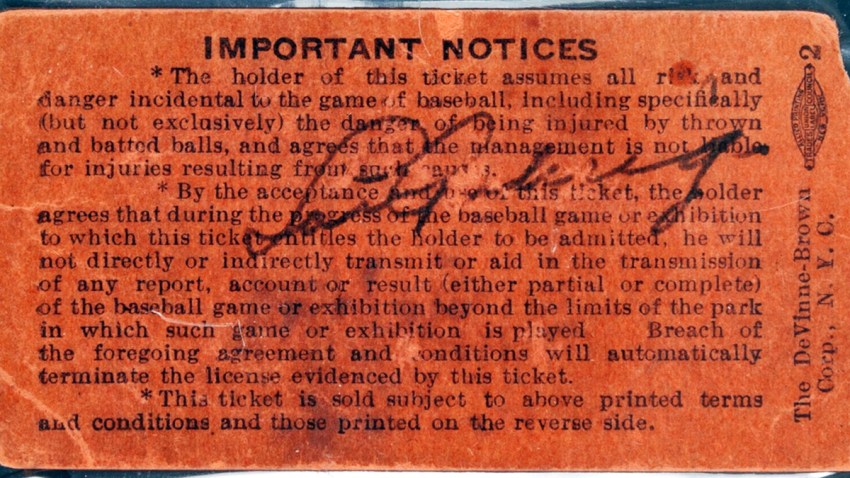 IMPORTANT NOTICES
*The holder of this ticket assumes all risk and
danger incidental to the game of baseball, including specifically
(but not exclusively) the danger of being injured by thrown
and batted balls, and agrees that the management is not liable
for injuries resulting from such causes.
*By the acceptance and use of this ticket, the holder
agrees that during the progress of the baseball game or exhibition
to which this ticket entitles the holder to be admitted, he will
not directly or indirectly transmit or aid in the transmission
of any report, account or result (either partial or complete)
of the baseball game or exhibition beyond the limits of the park
in which such game or exhibition is played Breach of
the foregoing agreement and conditions will automatically
terminate the license evidenced by this ticket.
*This ticket is sold subject to above printed terms
and conditions and those printed on the reverse side.
The DeVinne-Brown
Corp., N. Y. C.
2